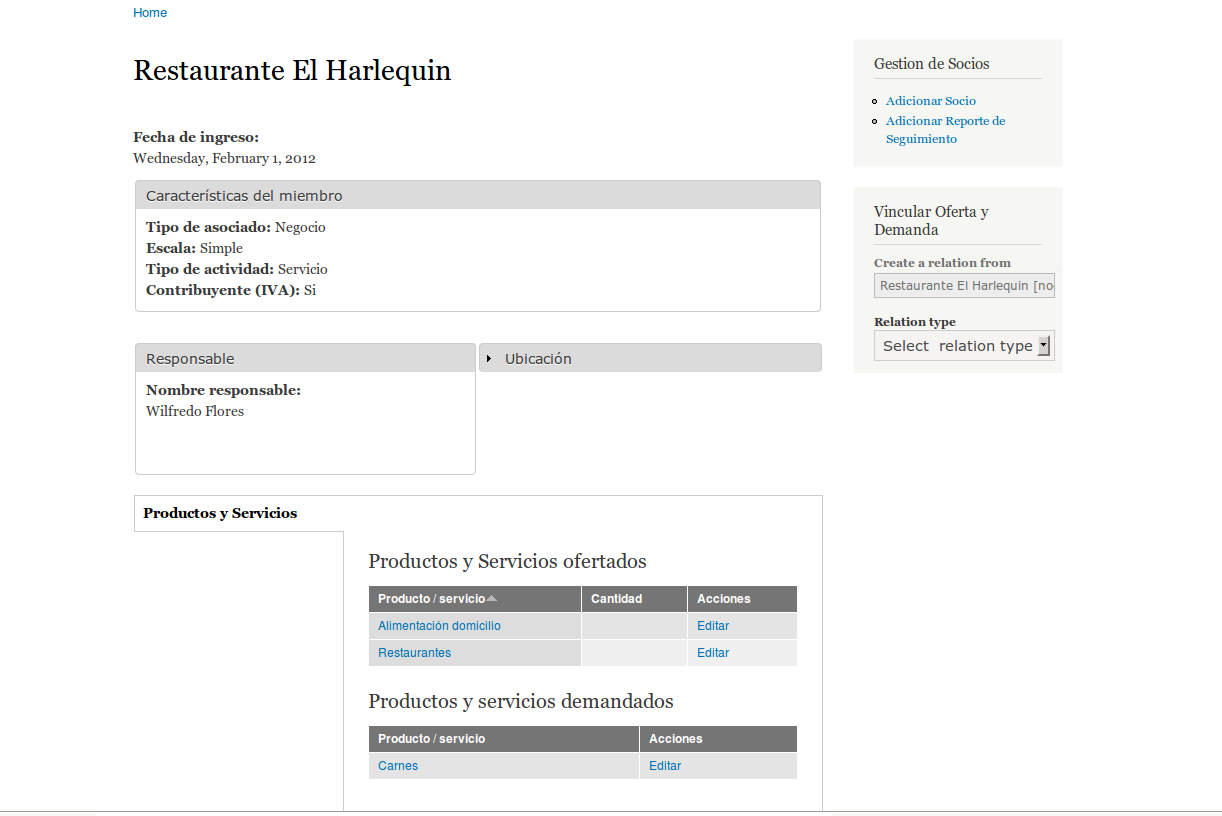 Home
Restaurante El Harlequin
Fecha de ingreso:
Wednesday, February 1, 2012
Características del miembro
Tipo de asociado: Negocio
Escala: Simple
Tipo de actividad: Servicio
Contribuyente (IVA): Si
Responsable
Nombre responsable:
Wilfredo Flores
Ubicación
Productos y Servicios
Productos y Servicios ofertados
Producto / servicio Cantidad Acciones
Alimentación domicilio Editar
Restaurantes Editar
Productos y servicios demandados
Producto / servicio Acciones
Carnes Editar
Gestion de Socios
Adicionar Socio
Adicionar Reporte de
Seguimiento
Vincular Oferta y
Demanda
Create a relation from
Restaurante El Harlequin [no
Relation type
Select relation type